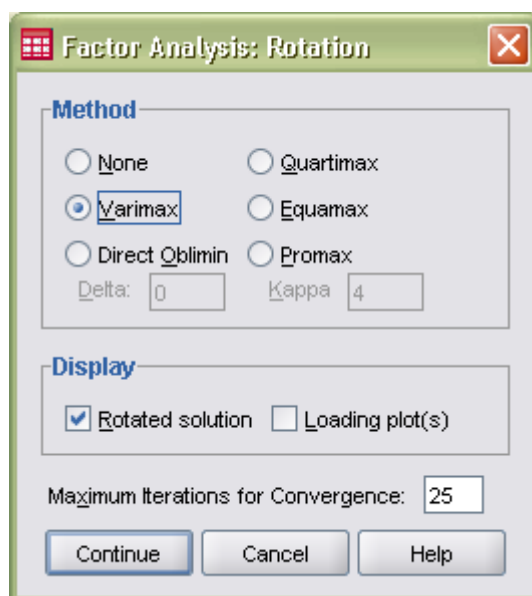 Factor Analysis: Rotation
Method
None Quartimax
Varimax Equamax
Direct Oblimin Promax
Delta: 0 Kappa 4
Display
Rotated solution Loading plot(s)
Maximum Iterations for Convergence: 25
Continue Cancel Help